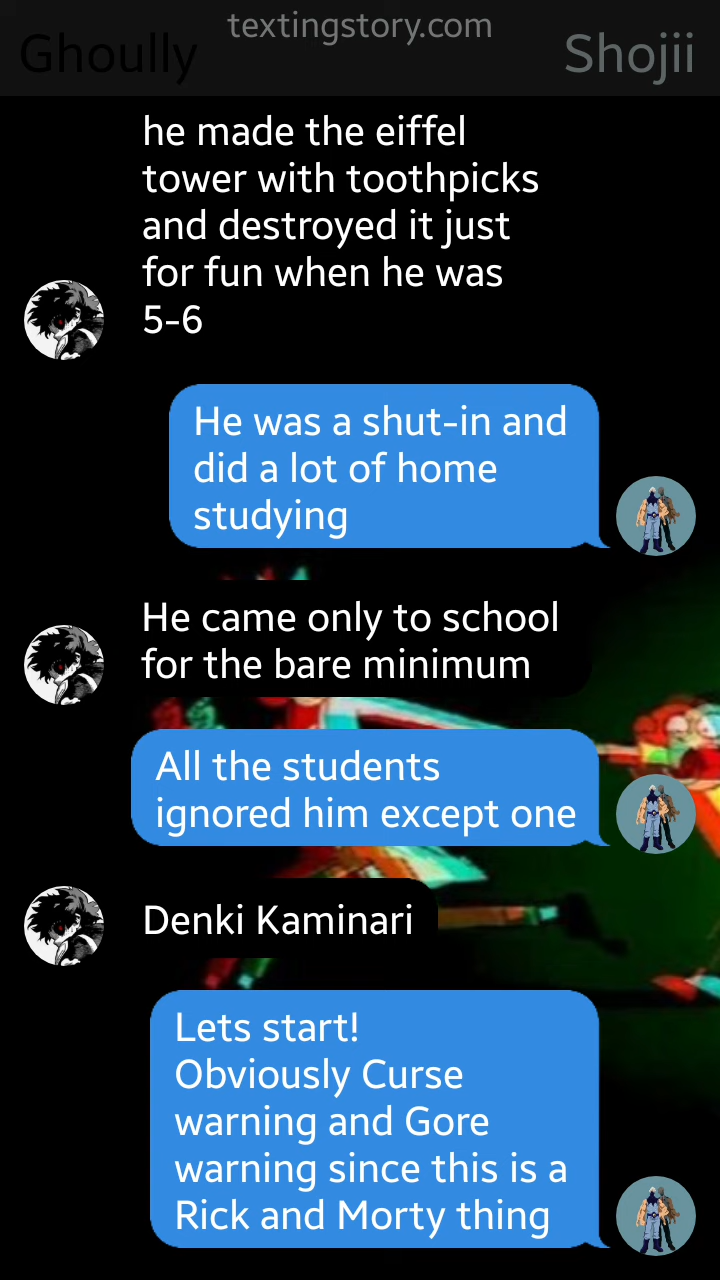 textingstory.com
Ghoully
Shojii
he made the eiffel
tower with toothpicks
and destroyed it just
for fun when he was
5-6
He was a shut-in and
did a lot of home
studying
He came only to school
for the bare minimum
All the students
ignored him except one
Denki Kaminari
Lets start!
Obviously Curse
warning and Gore
warning since this is a
Rick and Morty thing